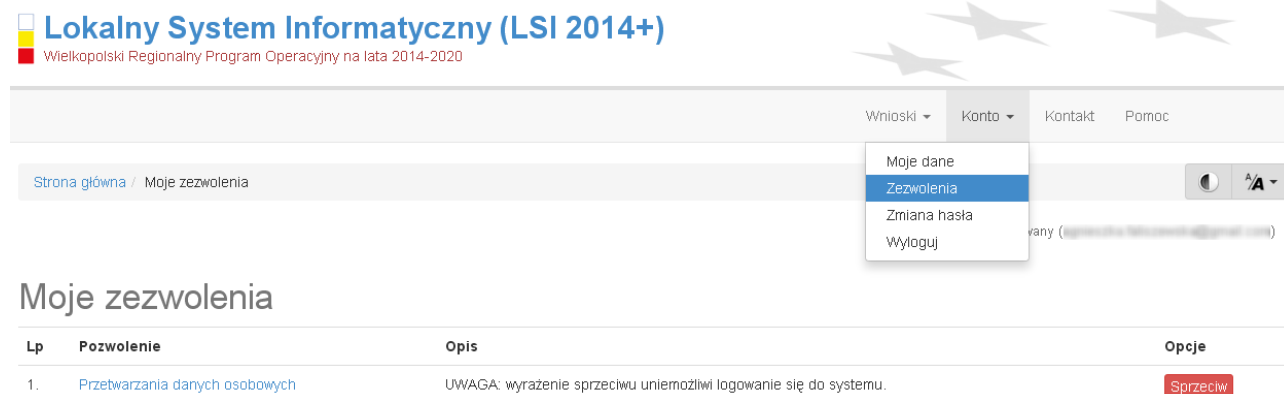 Lokalny System Informatyczny (LSI 2014+)
Wielkopolski Regionalny Program Operacyjny na lata 2014-2020
Wnioski Konto Kontakt Pomoc
Moje dane
Strona główna / Moje zezwolenia
Zezwolenia
A/A
Zmiana hasła
Wyloguj
Moje zezwolenia
Lp Pozwolenie Opis Opcje
1. Przetwarzania danych osobowych UWAGA: wyrażenie sprzeciwu uniemożliwi logowanie się do systemu. Sprzeciw